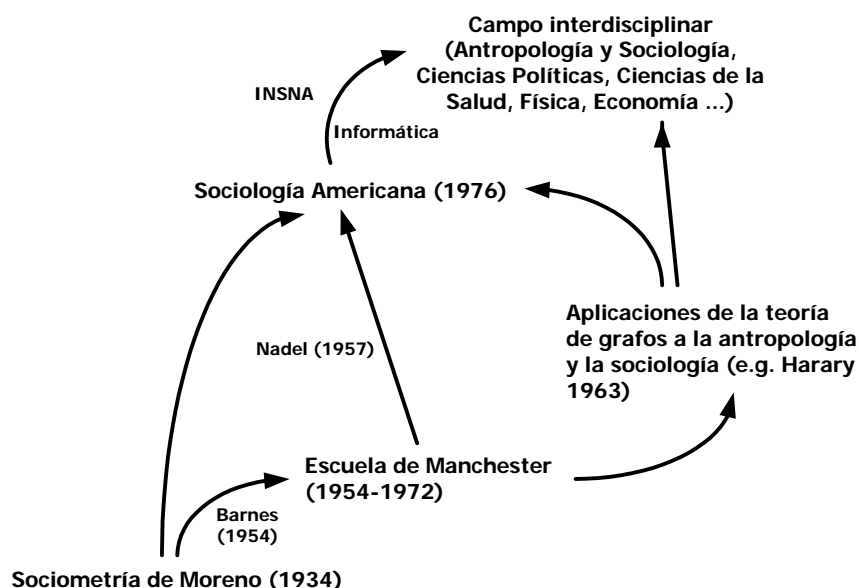 Campo interdisciplinar
(Antropología y Sociología,
Ciencias Políticas, Ciencias de la
Salud, Física, Economía ...)
INSNA
Informática
Sociología Americana (1976)
Aplicaciones de la teoría
de grafos a la antropología
y la sociología (e.g. Harary
1963)
Nadel (1957)
Escuela de Manchester
(1954-1972)
Barnes
(1954)
Sociometría de Moreno (1934)